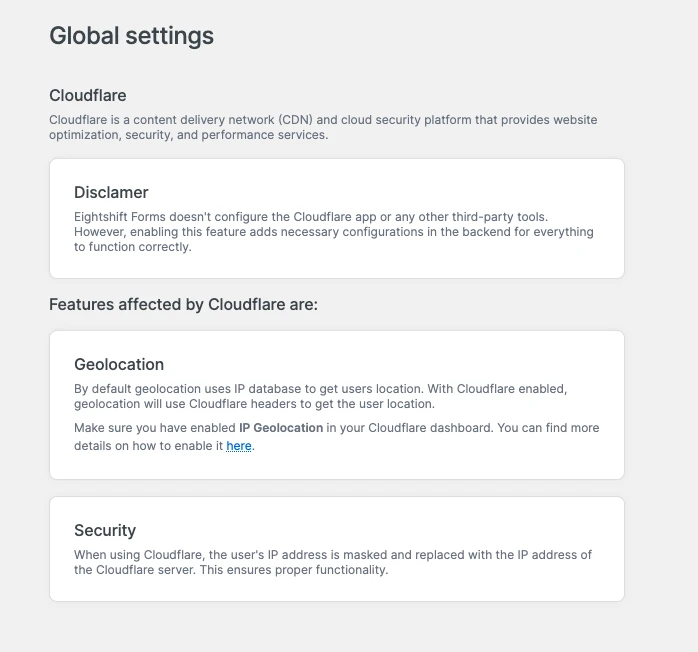 Global settings
Cloudflare
Cloudflare is a content delivery network (CDN) and cloud security platform that provides website
optimization, security, and performance services.
Disclamer
Eightshift Forms doesn't configure the Cloudflare app or any other third-party tools.
However, enabling this feature adds necessary configurations in the backend for everything
to function correctly.
Features affected by Cloudflare are:
Geolocation
By default geolocation uses IP database to get users location. With Cloudflare enabled,
geolocation will use Cloudflare headers to get the user location.
Make sure you have enabled IP Geolocation in your Cloudflare dashboard. You can find more
details on how to enable it here.
Security
When using Cloudflare, the user's IP address is masked and replaced with the IP address of
the Cloudflare server. This ensures proper functionality.